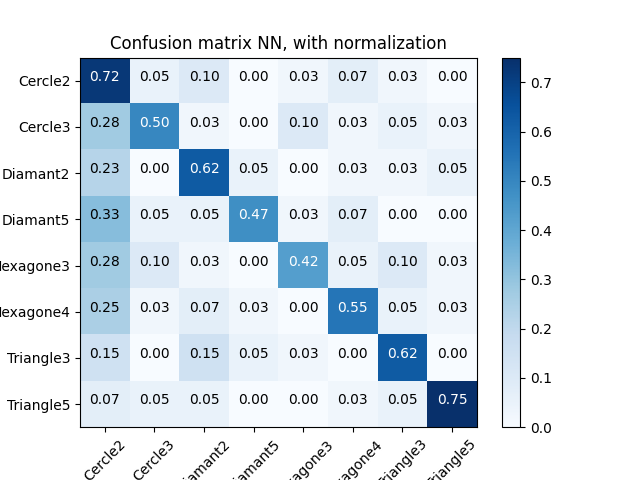 Confusion matrix NN, with normalization
Cercle2 0.72 0.05 0.10 0.00 0.03 0.07 0.03 0.00
Cercle3 0.28 0.50 0.03 0.00 0.10 0.03 0.05 0.03
Diamant2 0.23 0.00 0.62 0.05 0.00 0.03 0.03 0.05
Diamant5 0.33 0.05 0.05 0.47 0.03 0.07 0.00 0.00
exagone3 0.28 0.10 0.03 0.00 0.42 0.05 0.10 0.03
exagone4 0.25 0.03 0.07 0.03 0.00 0.55 0.05 0.03
Triangle3 0.15 0.00 0.15 0.05 0.03 0.00 0.62 0.00
Triangle5 0.07 0.05 0.05 0.00 0.00 0.03 0.05 0.75
Cercle2 Cercle3 iamant2 iamant5 agone3 agone4 riangle3 riangle5
0.7
0.6
0.5
0.4
0.3
0.2
0.1
0.0